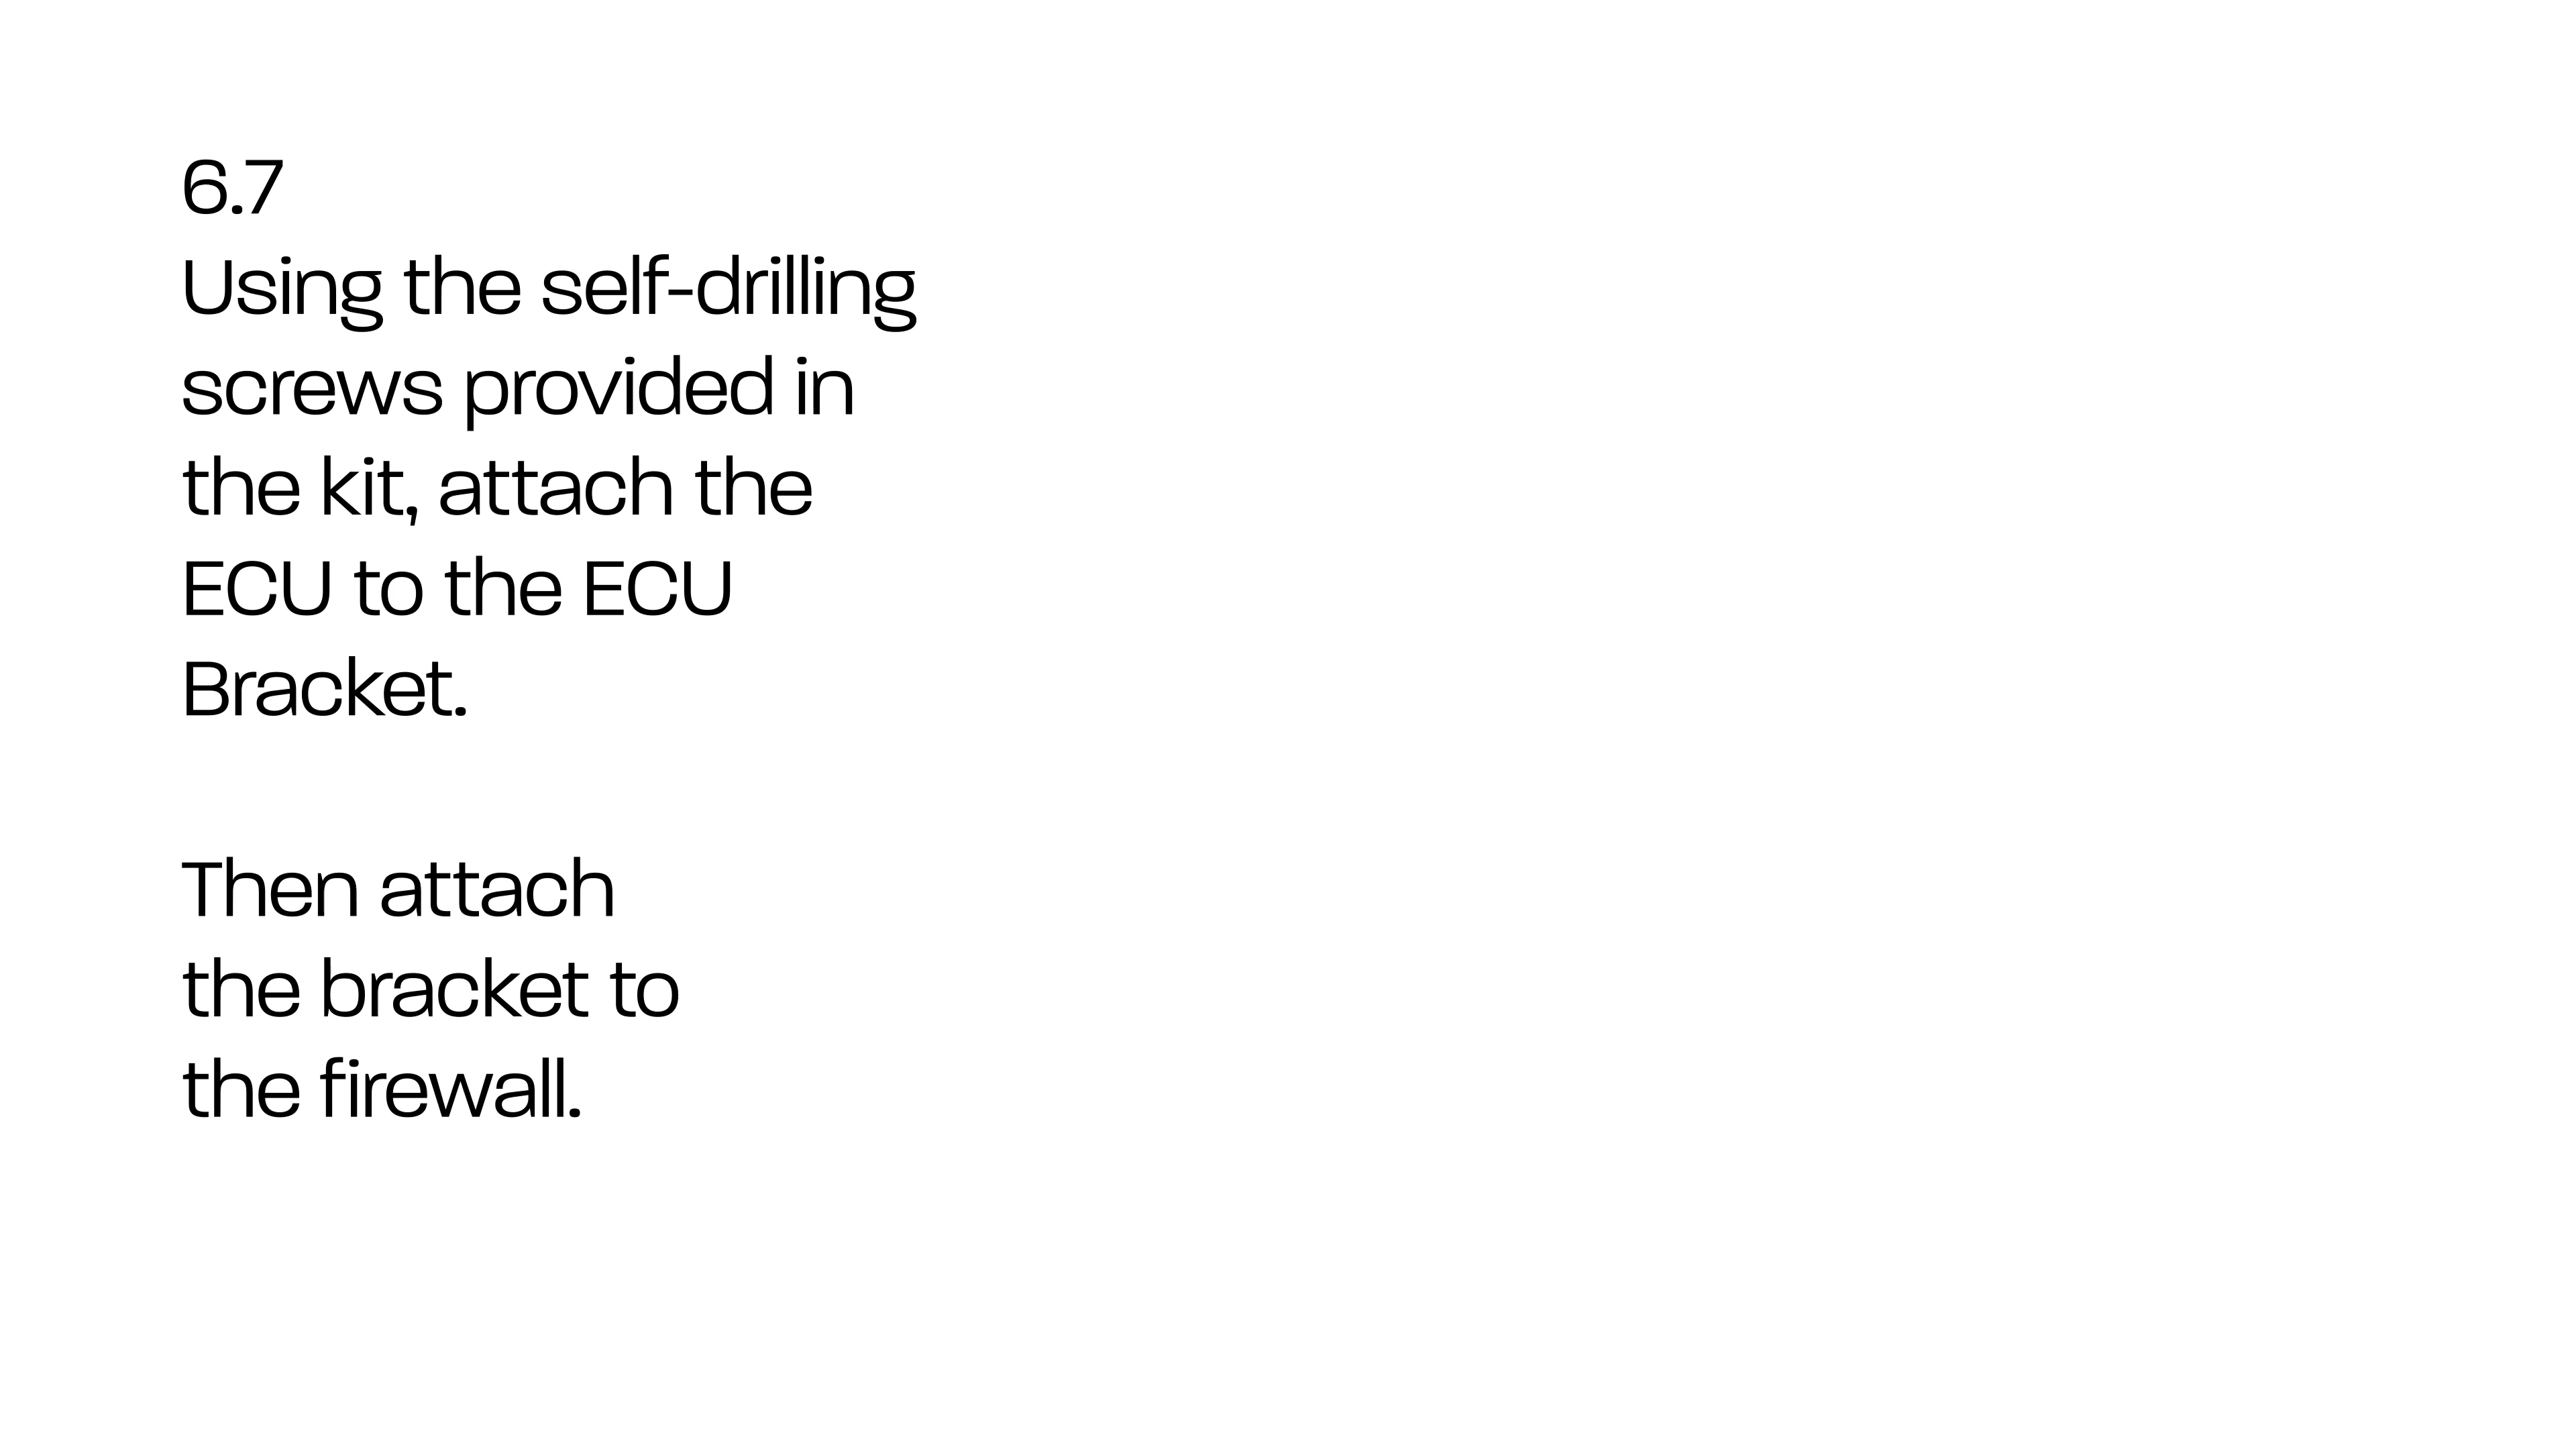 6.7
Using the self-drilling
screws provided in
the kit, attach the
ECU to the ECU
Bracket.
Then attach
the bracket to
the firewall.